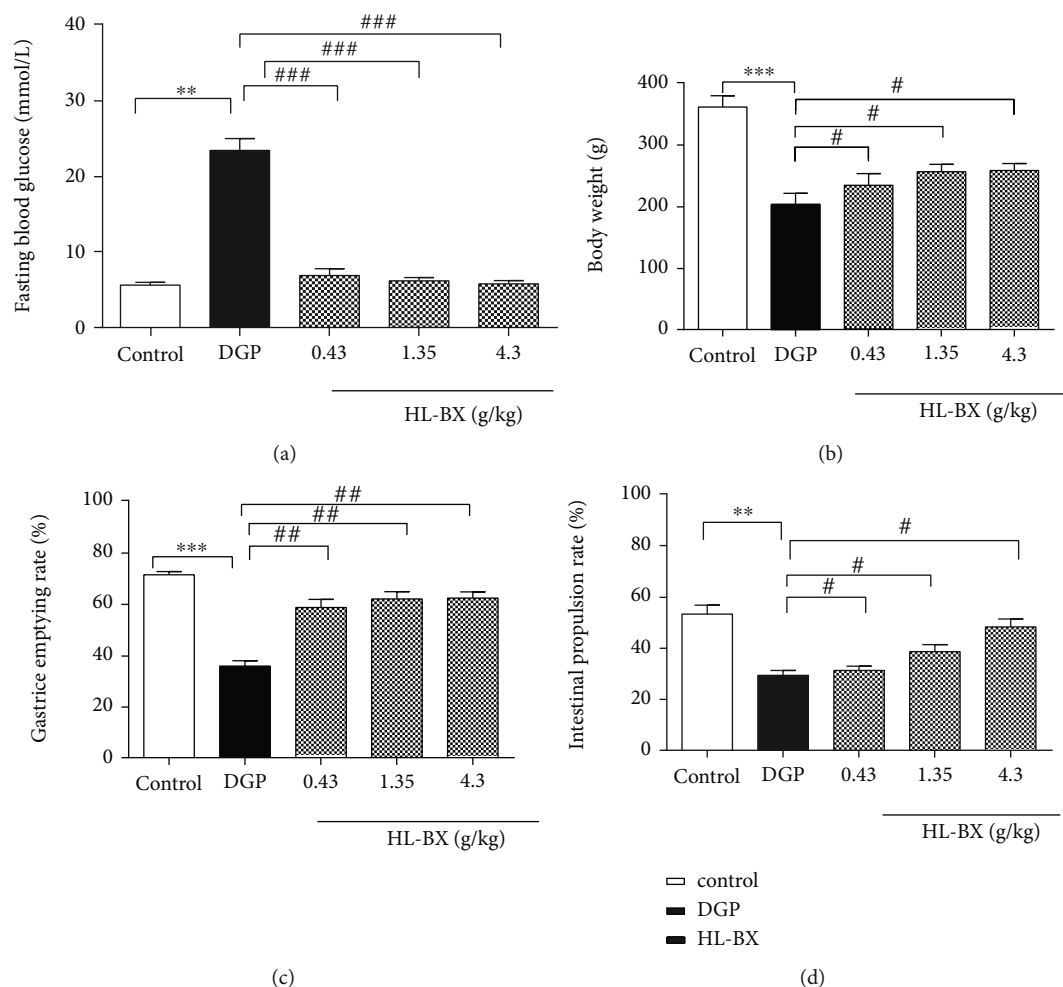 Fasting blood glucose (mmol/L)
40
30
20
10
0
**
###
###
###
Control DGP 0.43 1.35 4.3
HL-BX (g/kg)
(a)
Body weight (g)
400
300
200
100
0
***
#
#
#
Control DGP 0.43 1.35 4.3
HL-BX (g/kg)
(b)
Gastrice emptying rate (%)
100
80
60
40
20
0
***
##
##
##
Control DGP 0.43 1.35 4.3
HL-BX (g/kg)
(c)
Intestinal propulsion rate (%)
100
80
60
40
20
0
**
#
#
#
Control DGP 0.43 1.35 4.3
HL-BX (g/kg)
control
DGP
HL-BX
(d)